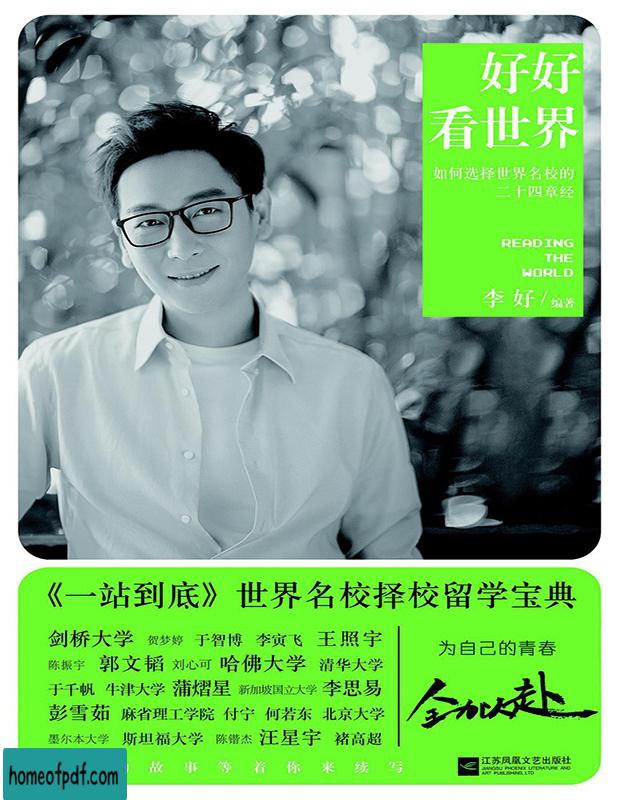 好好
看世界
如何选择世界名校的
二十四章经
READING
THE
WORLD
李好/编著
《一站到底》世界名校择校留学宝典
剑桥大学 贺梦婷 于智博 李寅飞 王照宇
陈振宇 郭文韬 刘心可 哈佛大学 清华大学
于千帆 牛津大学 蒲熠星 新加坡国立大学 李思易
彭雪茹 麻省理工学院 付宁 何若东 北京大学
墨尔本大学 斯坦福大学 陈锴杰 汪星宇 褚高超
故事等着你来续写
为自己的青春
全力以赴
江苏凤凰文艺出版社
JIANGSU PHOENIX LITERATURE AND
ART PUBLISHING, LTD
homeofpdf.com